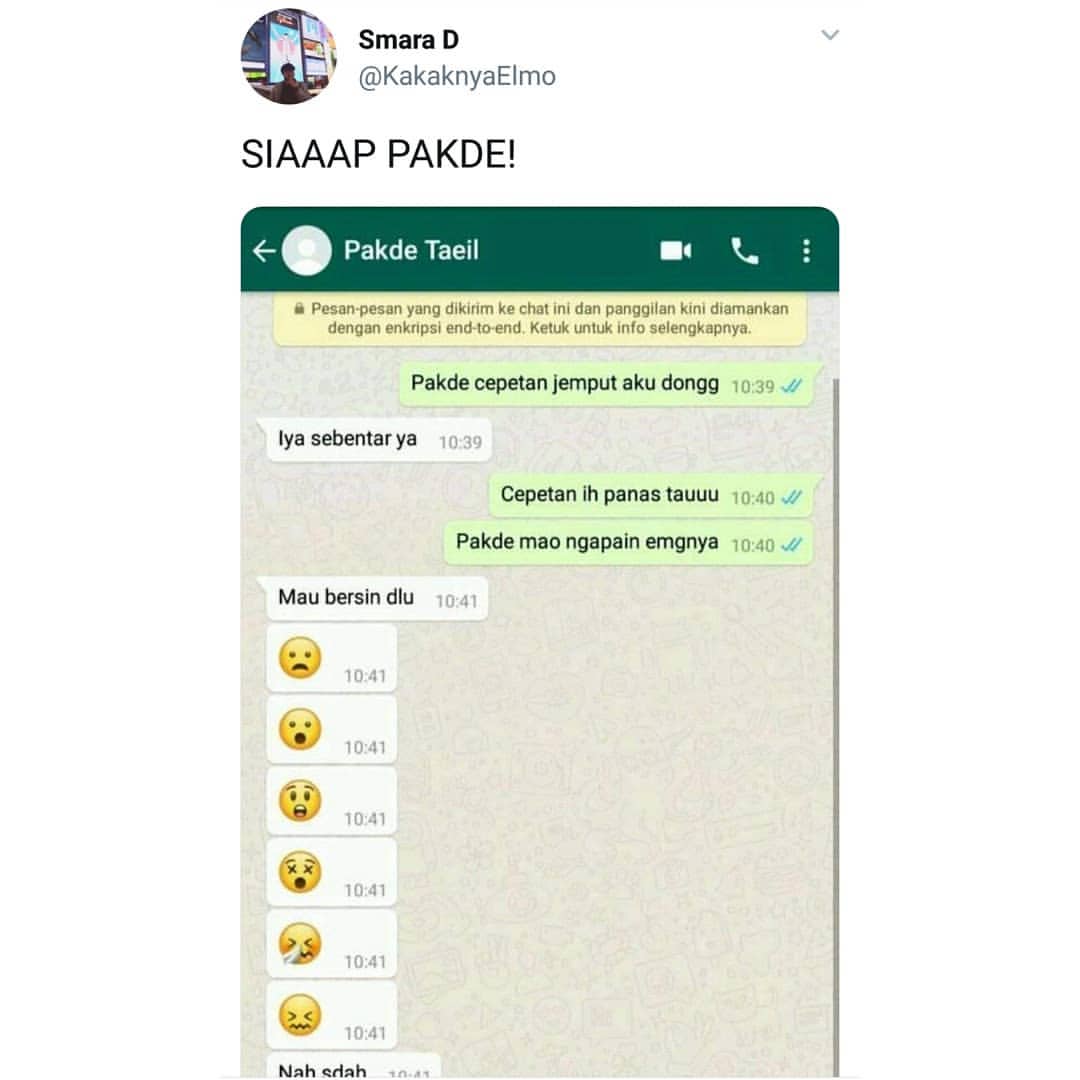 Smara D
@KakaknyaElmo
SIAAAP PAKDE!
Pakde Taeil
Pesan-pesan yang dikirim ke chat ini dan panggilan kini diamankan
dengan enkripsi end-to-end. Ketuk untuk info selengkapnya.
Pakde cepetan jemput aku dongg 10:39
Iya sebentar ya 10:39
Cepetan ih panas tauuu 10:40
Pakde mao ngapain emgnya 10:40
Mau bersin dlu 10:41
😦 10:41
😮 10:41
😲 10:41
😵 10:41
🤧 10:41
😖 10:41
Nah sdah 10:41